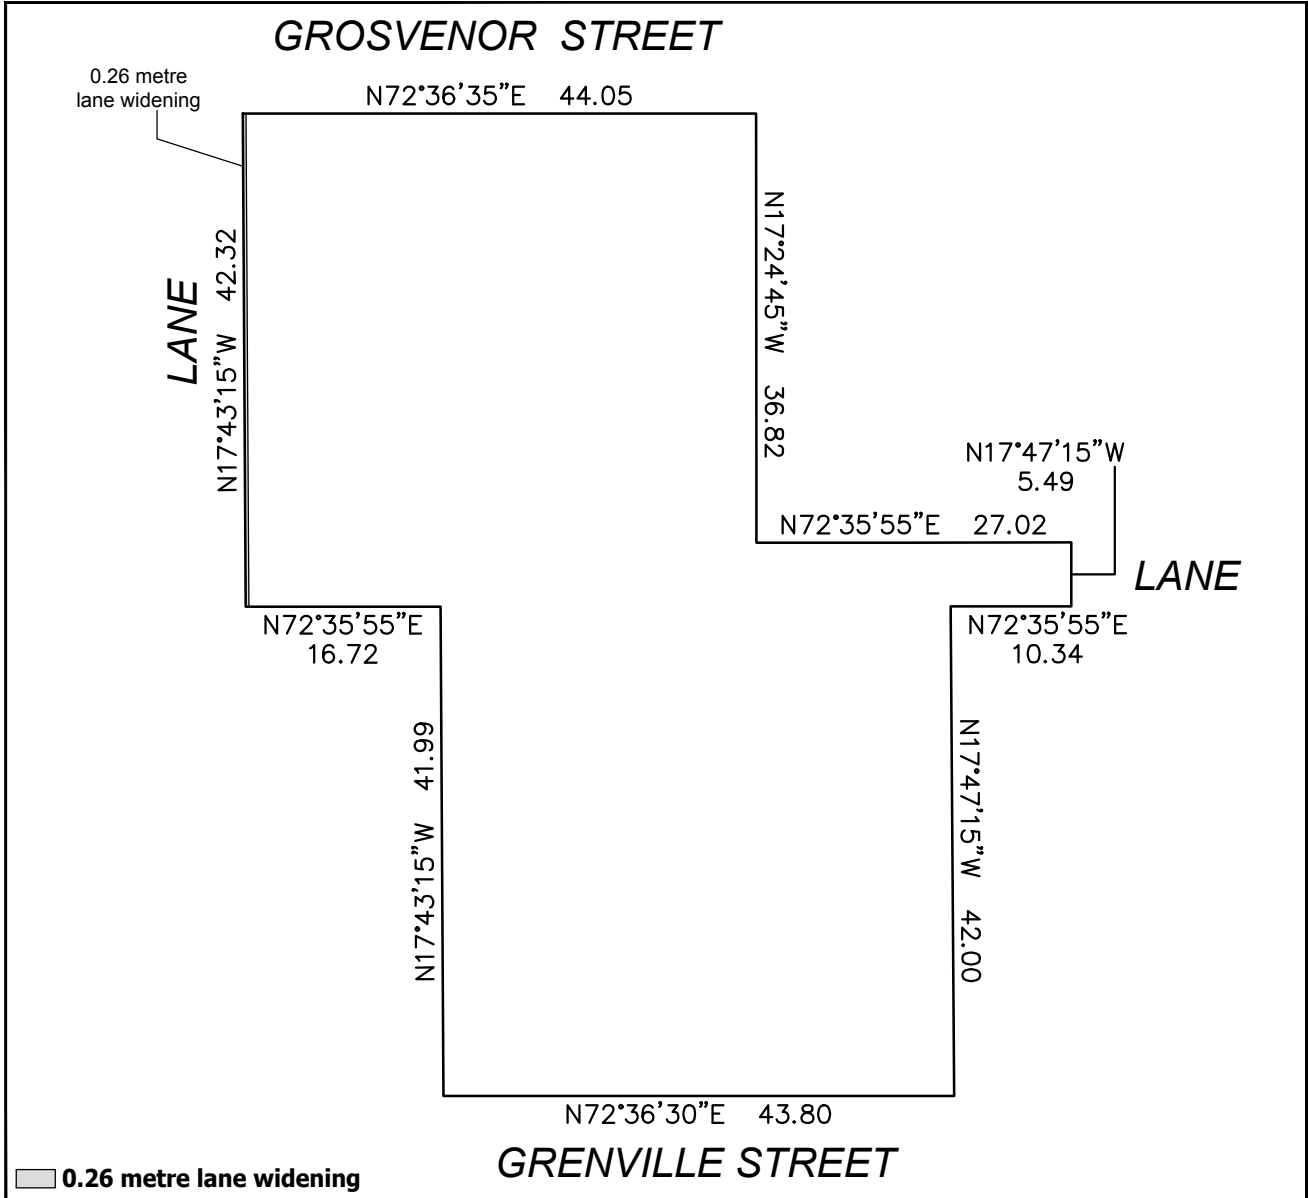 GROSVENOR STREET
0.26 metre
lane widening
N72°36'35"E 44.05
LANE
N17°43'15"W 42.32
N17°24'45"W 36.82
N17°47'15"W
5.49
N72°35'55"E 27.02
LANE
N72°35'55"E
16.72
N72°35'55"E
10.34
N17°43'15"W 41.99
N17°47'15"W 42.00
N72°36'30"E 43.80
GRENVILLE STREET
0.26 metre lane widening